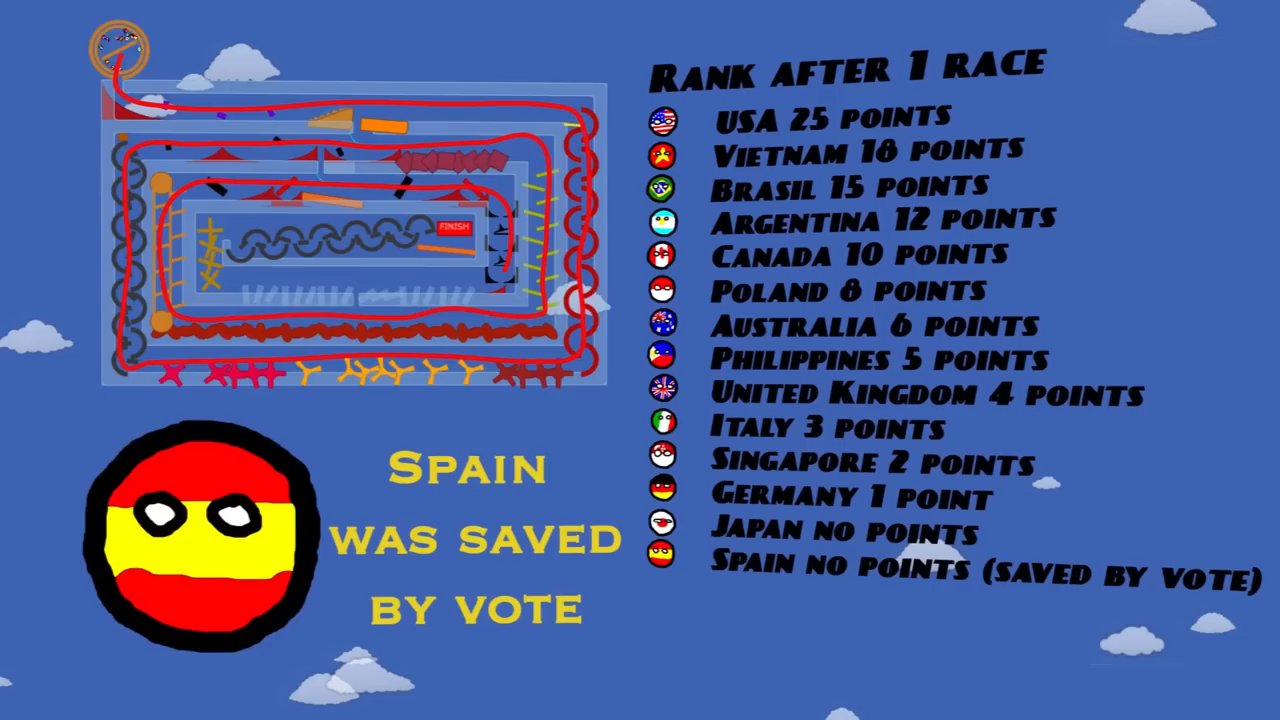 FINISH
RANK AFTER 1 RACE
USA 25 POINTS
VIETNAM 18 POINTS
BRASIL 15 POINTS
ARGENTINA 12 POINTS
CANADA 10 POINTS
POLAND 8 POINTS
AUSTRALIA 6 POINTS
PHILIPPINES 5 POINTS
UNITED KINGDOM 4 POINTS
ITALY 3 POINTS
SINGAPORE 2 POINTS
GERMANY 1 POINT
JAPAN NO POINTS
SPAIN NO POINTS (SAVED BY VOTE)
SPAIN
WAS SAVED
BY VOTE